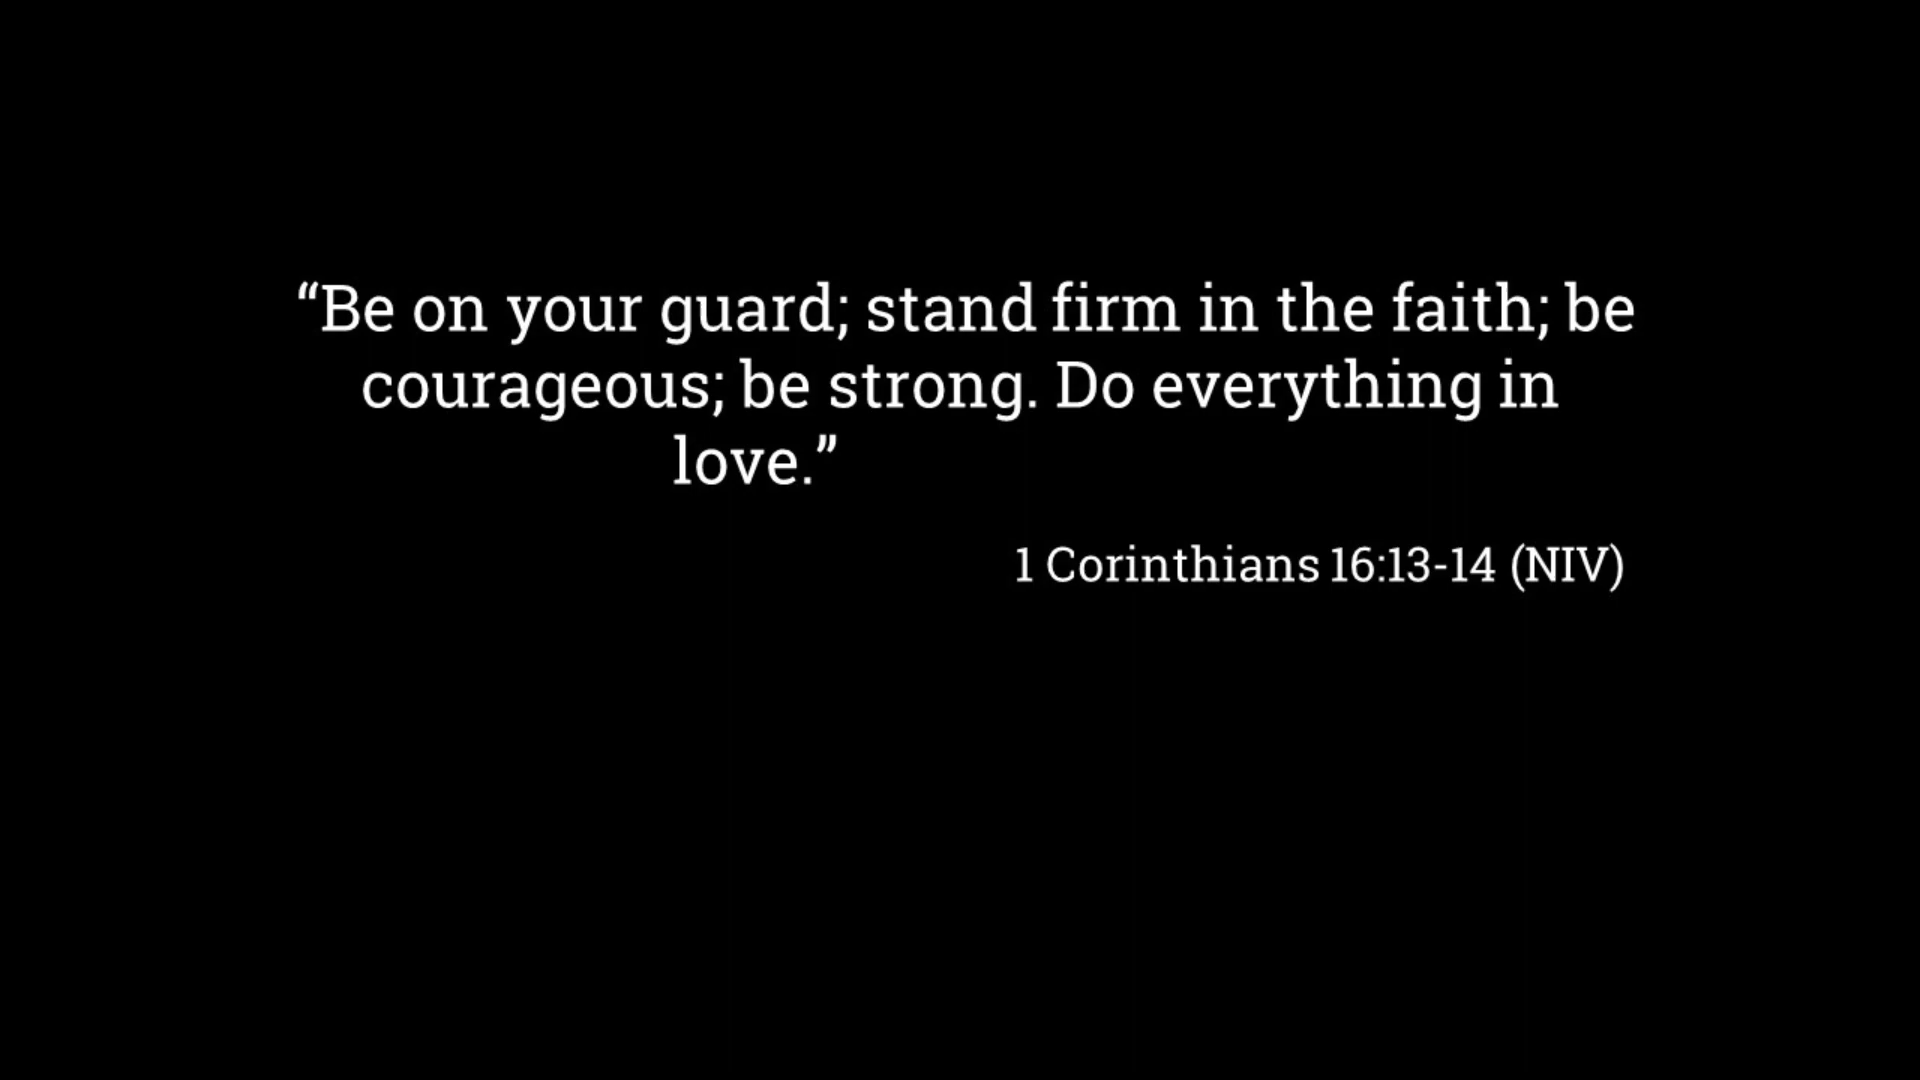 “Be on your guard; stand firm in the faith; be
courageous; be strong. Do everything in
love.”
1 Corinthians 16:13-14 (NIV)